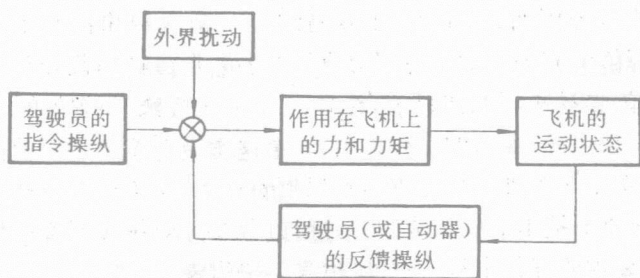 外界扰动
驾驶员的
指令操纵
作用在飞机上
的力和力矩
飞机的
运动状态
驾驶员(或自动器)
的反馈操纵